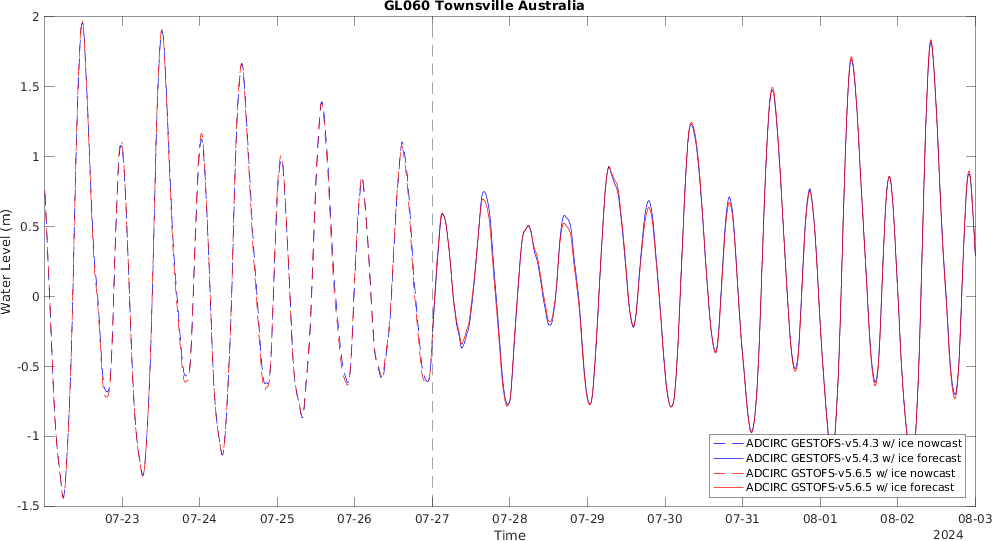 GL060 Townsville Australia
2
1.5
1
0.5
0
-0.5
-1
-1.5
Water Level (m)
ADCIRC GESTOFS-v5.4.3 w/ ice nowcast
ADCIRC GESTOFS-v5.4.3 w/ ice forecast
ADCIRC GSTOFS-v5.6.5 w/ ice nowcast
ADCIRC GSTOFS-v5.6.5 w/ ice forecast
07-23 07-24 07-25 07-26 07-27 07-28 07-29 07-30 07-31 08-01 08-02 08-03
Time
2024